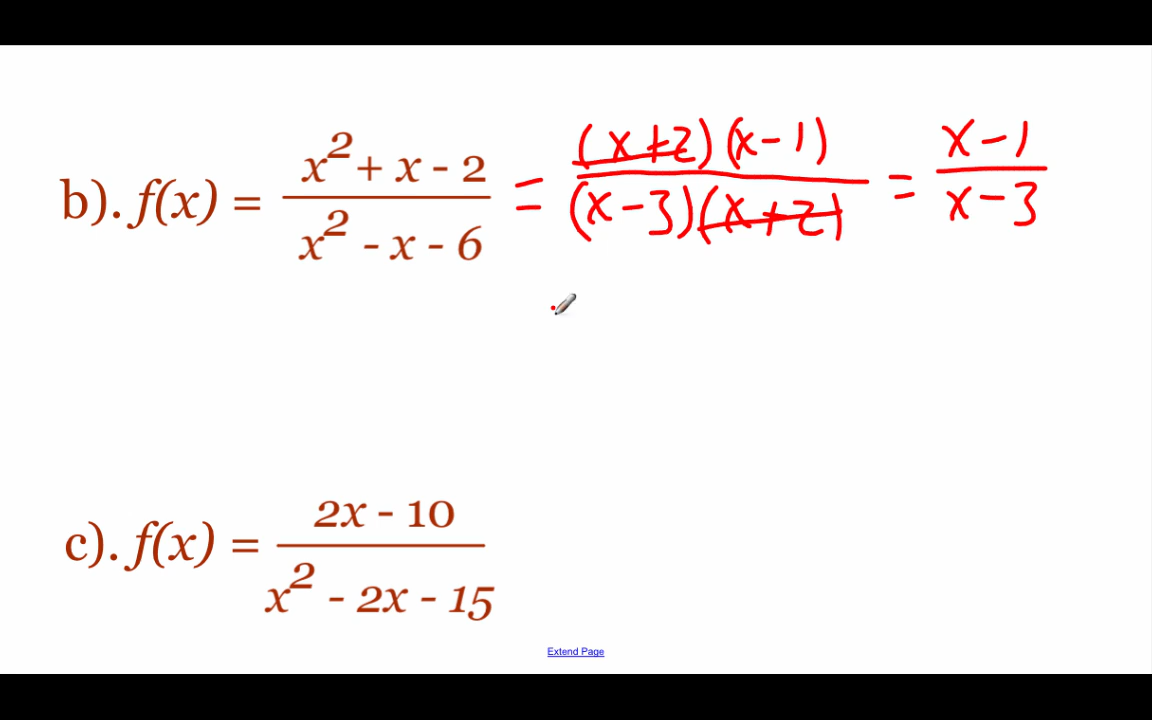 b). f(x) = x² + x - 2 / x² - x - 6 = (x+2)(x-1) / (x-3)(x+2) = x-1 / x-3
c). f(x) = 2x - 10 / x² - 2x - 15
Extend Page